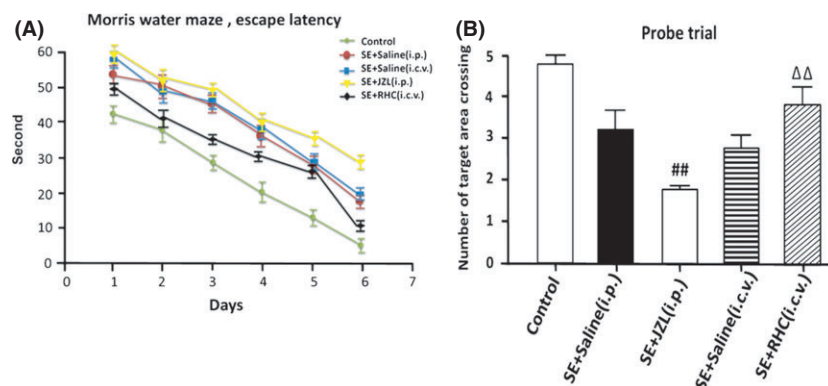 (A)
Morris water maze , escape latency
60
50
40
30
20
10
0
Second
0 1 2 3 4 5 6 7
Days
Control
SE+Saline(i.p.)
SE+Saline(i.c.v.)
SE+JZL(i.p.)
SE+RHC(i.c.v.)
(B)
Probe trial
Number of target area crossing
5
4
3
2
1
0
##
ΔΔ
Control
SE+Saline(i.p.)
SE+JZL(i.p.)
SE+Saline(i.c.v.)
SE+RHC(i.c.v.)